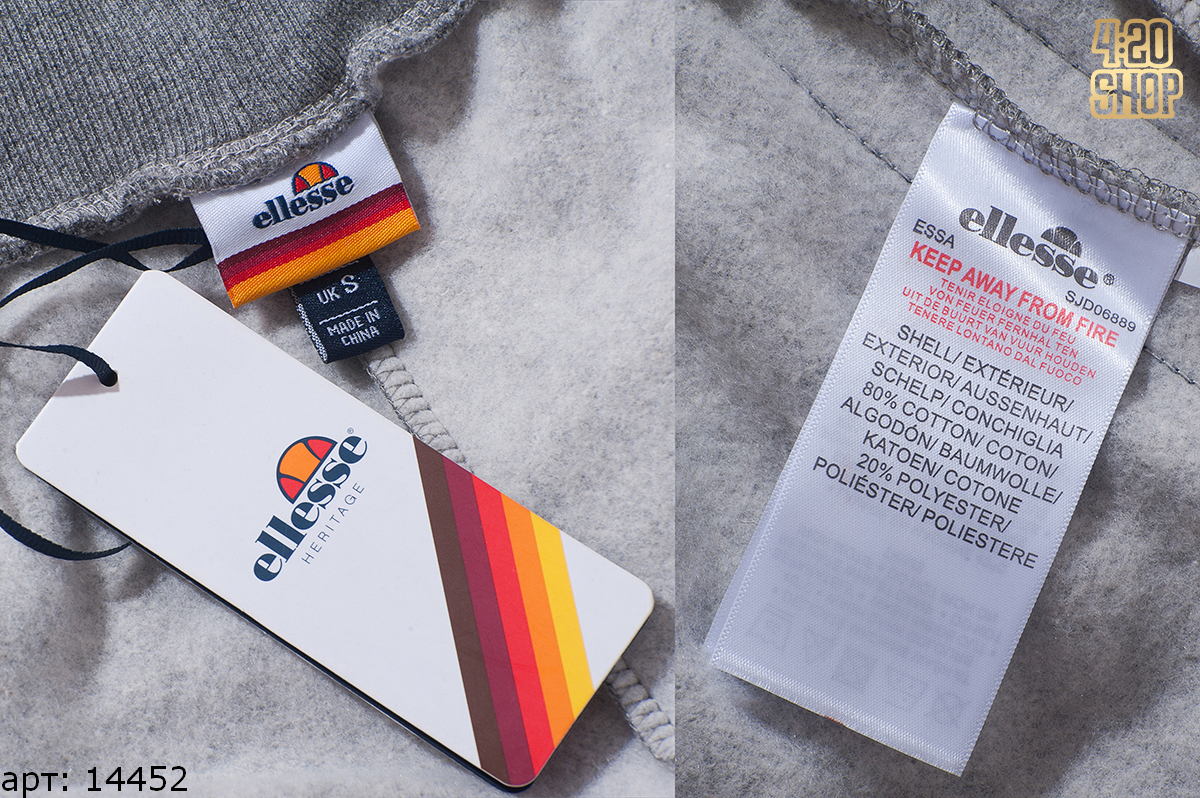 4:20
SHOP
ellesse
UK S
MADE IN
CHINA
ellesse®
HERITAGE
ellesse®
ESSA
SJD06889
KEEP AWAY FROM FIRE
TENIR ELOIGNE DU FEU
VON FEUER FERNHAL TEN
UIT DE BUURT VAN VUUR HOUDEN
TENERE LONTANO DAL FUOCO
SHELL/ EXTÉRIEUR/
EXTERIOR/ AUSSENHAUT/
SCHELP/ CONCHIGLIA
80% COTTON/ COTON/
ALGODÓN/ BAUMWOLLE/
KATOEN/ COTONE
20% POLYESTER/
POLIÉSTER/ POLIESTERE
арт: 14452